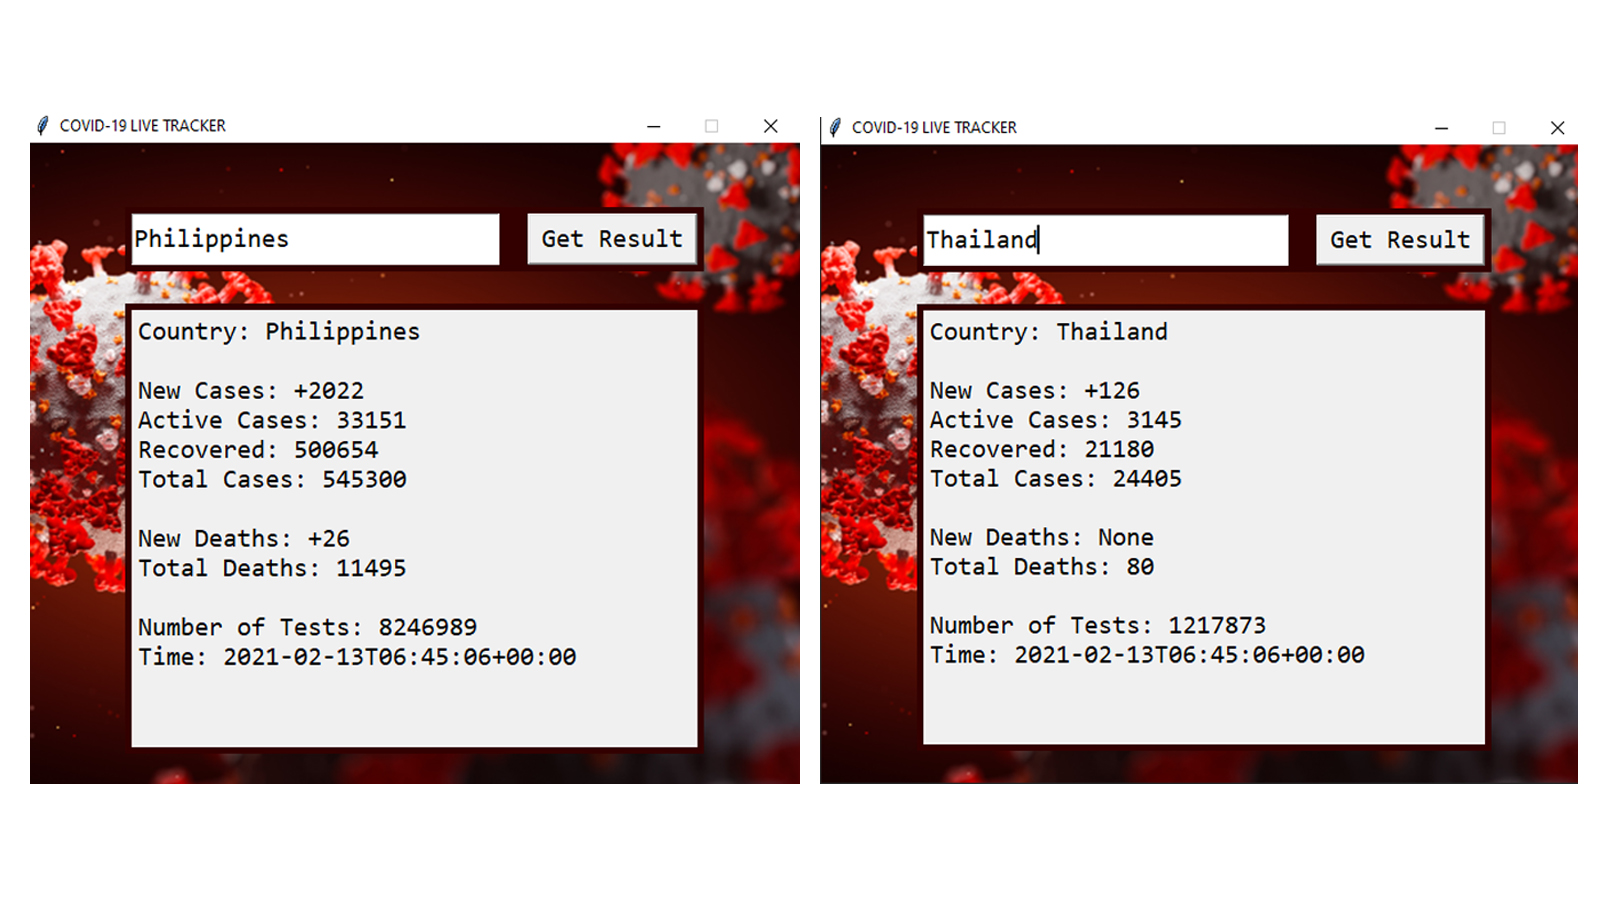 COVID-19 LIVE TRACKER
Philippines
Get Result
Country: Philippines
New Cases: +2022
Active Cases: 33151
Recovered: 500654
Total Cases: 545300
New Deaths: +26
Total Deaths: 11495
Number of Tests: 8246989
Time: 2021-02-13T06:45:06+00:00
COVID-19 LIVE TRACKER
Thailand
Get Result
Country: Thailand
New Cases: +126
Active Cases: 3145
Recovered: 21180
Total Cases: 24405
New Deaths: None
Total Deaths: 80
Number of Tests: 1217873
Time: 2021-02-13T06:45:06+00:00